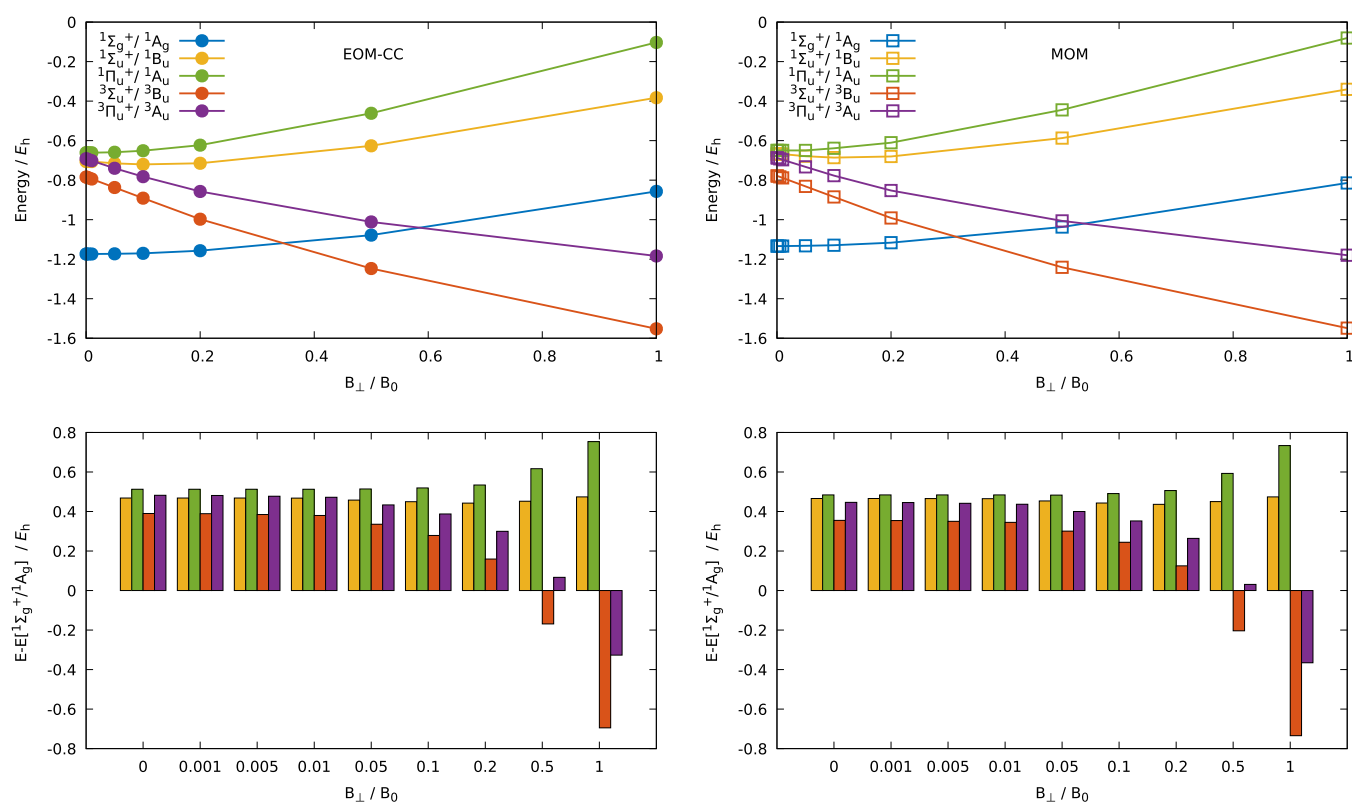 EOM-CC
¹Σg⁺/ ¹Ag
¹Σu⁺/ ¹Bu
¹Πu⁺/ ¹Au
³Σu⁺/ ³Bu
³Πu⁺/ ³Au
0
-0.2
-0.4
-0.6
-0.8
-1
-1.2
-1.4
-1.6
Energy / Eh
0 0.2 0.4 0.6 0.8 1
B⊥ / B0
MOM
¹Σg⁺/ ¹Ag
¹Σu⁺/ ¹Bu
¹Πu⁺/ ¹Au
³Σu⁺/ ³Bu
³Πu⁺/ ³Au
0
-0.2
-0.4
-0.6
-0.8
-1
-1.2
-1.4
-1.6
Energy / Eh
0 0.2 0.4 0.6 0.8 1
B⊥ / B0
0.8
0.6
0.4
0.2
0
-0.2
-0.4
-0.6
-0.8
E-E[¹Σg⁺/¹Ag] / Eh
0 0.001 0.005 0.01 0.05 0.1 0.2 0.5 1
B⊥ / B0
0.8
0.6
0.4
0.2
0
-0.2
-0.4
-0.6
-0.8
E-E[¹Σg⁺/¹Ag] / Eh
0 0.001 0.005 0.01 0.05 0.1 0.2 0.5 1
B⊥ / B0